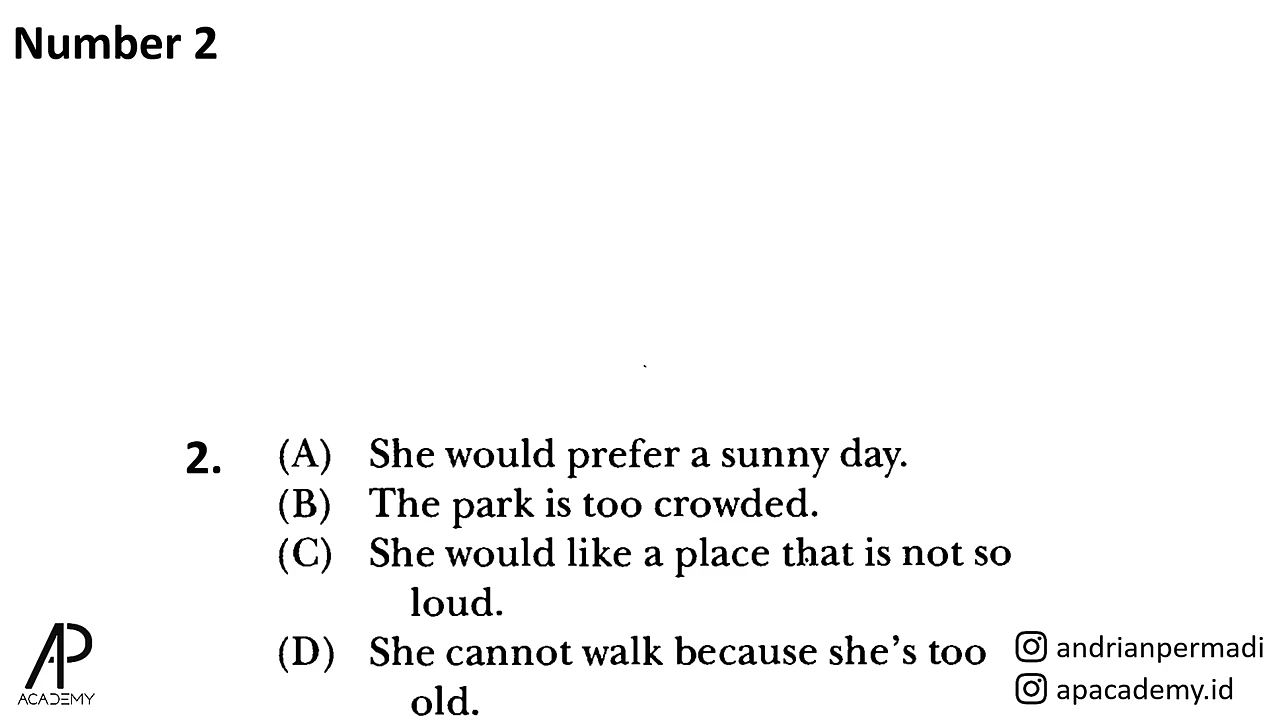 Number 2
2. (A) She would prefer a sunny day.
(B) The park is too crowded.
(C) She would like a place that is not so
loud.
(D) She cannot walk because she's too
old.
AP
ACADEMY
andrianpermadi
apacademy.id